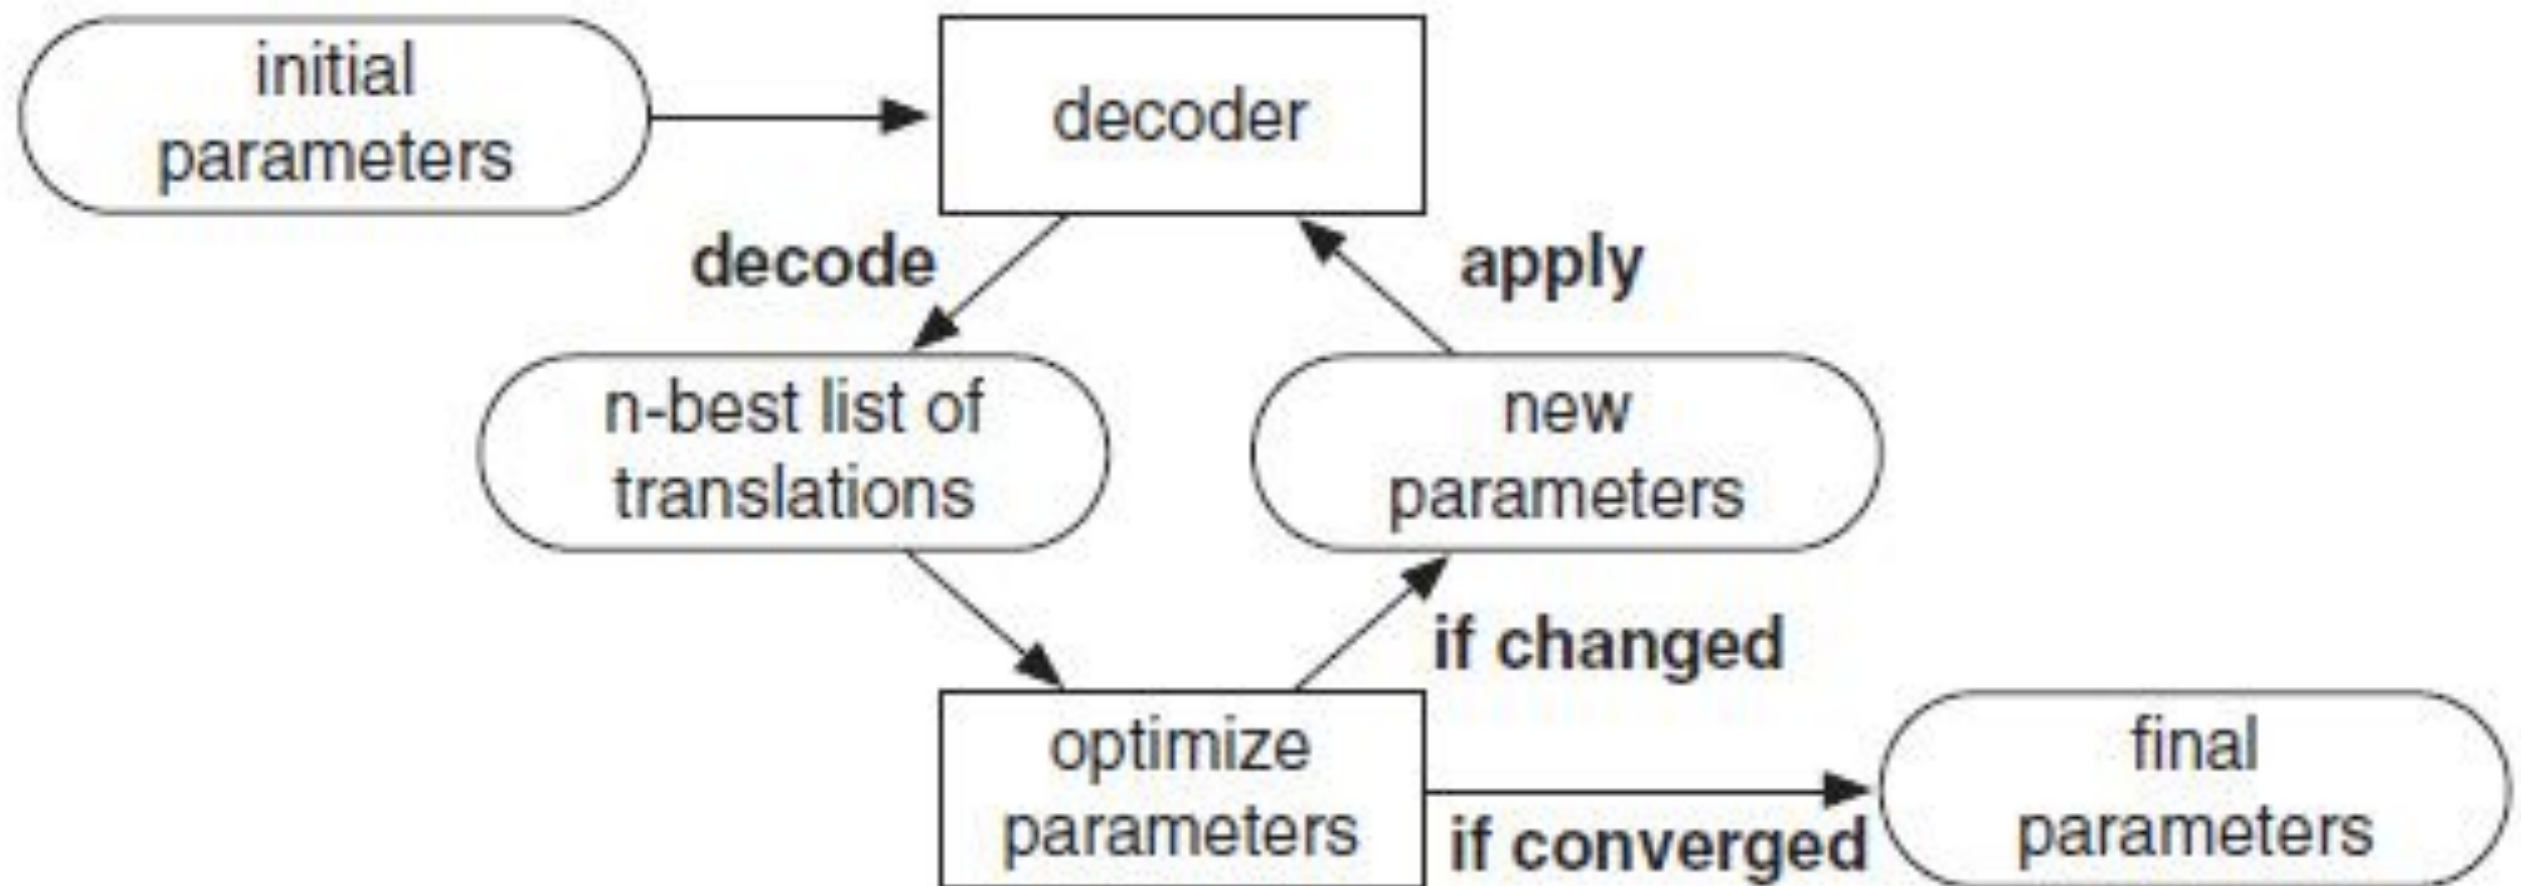 initial
parameters
decoder
decode
apply
n-best list of
translations
new
parameters
if changed
optimize
parameters
if converged
final
parameters